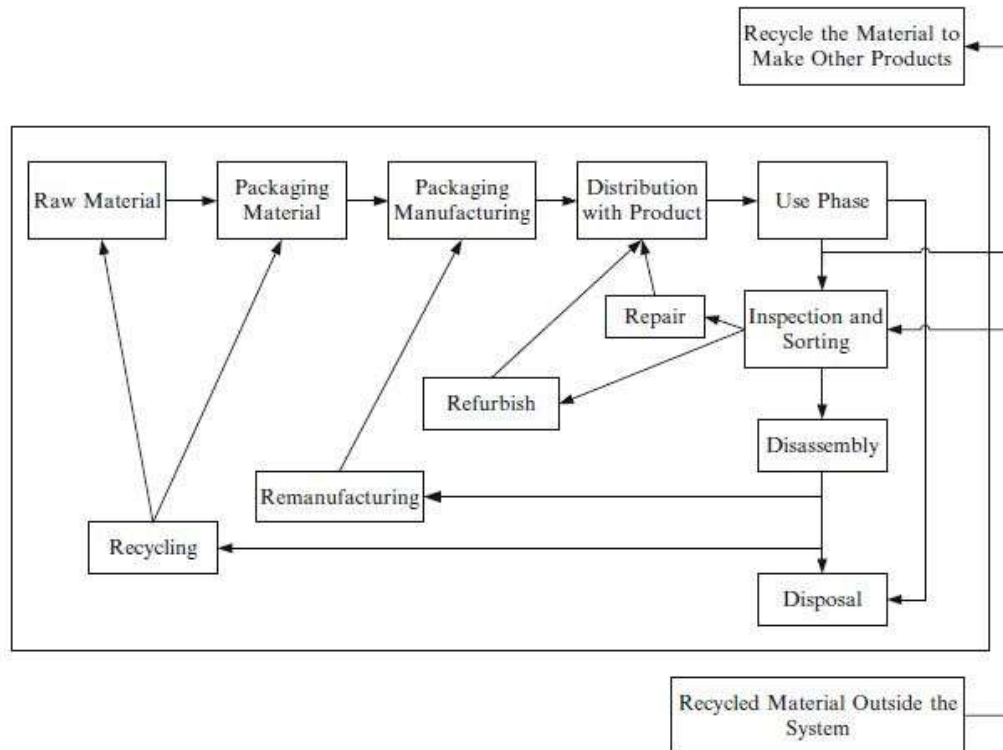 Recycle the Material to
Make Other Products
Raw Material
Packaging
Material
Packaging
Manufacturing
Distribution
with Product
Use Phase
Repair
Inspection and
Sorting
Refurbish
Disassembly
Remanufacturing
Recycling
Disposal
Recycled Material Outside the
System